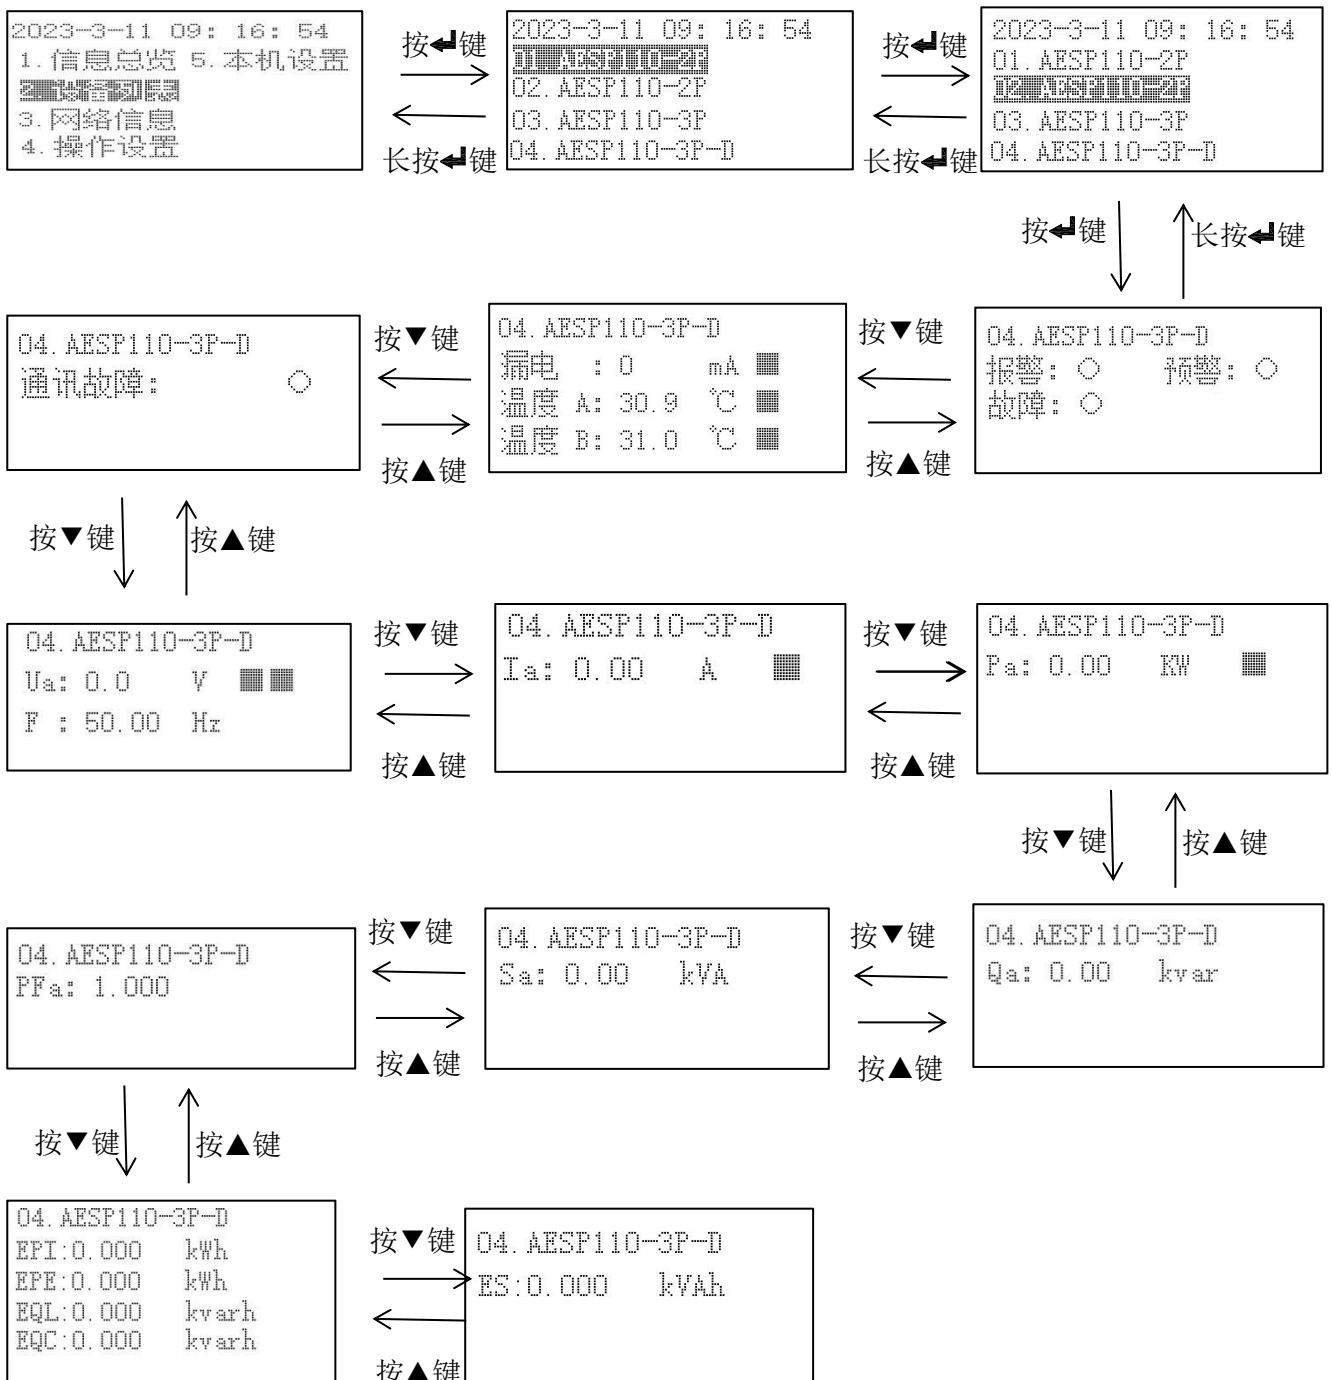 2023-3-11 09: 16: 54
1.信息总览 5.本机设置
2.设备列表
3.网络信息
4.操作设置
按键
长按键
2023-3-11 09: 16: 54
01.AESP110-2P
02.AESP110-2P
03.AESP110-3P
04.AESP110-3P-D
按键
长按键
2023-3-11 09: 16: 54
01.AESP110-2P
02.AESP110-2P
03.AESP110-3P
04.AESP110-3P-D
按键
长按键
04.AESP110-3P-D
通讯故障: ○
按▼键
按▲键
04.AESP110-3P-D
漏电 : 0 mA
温度 A: 30.9 ℃
温度 B: 31.0 ℃
按▼键
按▲键
04.AESP110-3P-D
报警: ○ 预警: ○
故障: ○
按▼键
按▲键
04.AESP110-3P-D
Ua: 0.0 V
F : 50.00 Hz
按▼键
按▲键
04.AESP110-3P-D
Ia: 0.00 A
按▼键
按▲键
04.AESP110-3P-D
Pa: 0.00 KW
按▼键
按▲键
04.AESP110-3P-D
PFa: 1.000
按▼键
按▲键
04.AESP110-3P-D
Sa: 0.00 kVA
按▼键
按▲键
04.AESP110-3P-D
Qa: 0.00 kvar
按▼键
按▲键
04.AESP110-3P-D
EPI:0.000 kWh
EPE:0.000 kWh
EQL:0.000 kvarh
EQC:0.000 kvarh
按▼键
按▲键
04.AESP110-3P-D
ES:0.000 kVAh